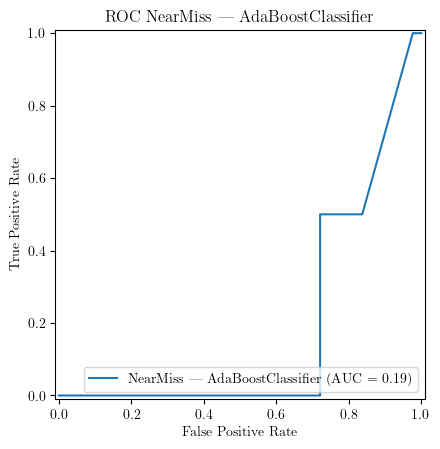 ROC NearMiss — AdaBoostClassifier
True Positive Rate
1.0
0.8
0.6
0.4
0.2
0.0
NearMiss — AdaBoostClassifier (AUC = 0.19)
0.0 0.2 0.4 0.6 0.8 1.0
False Positive Rate